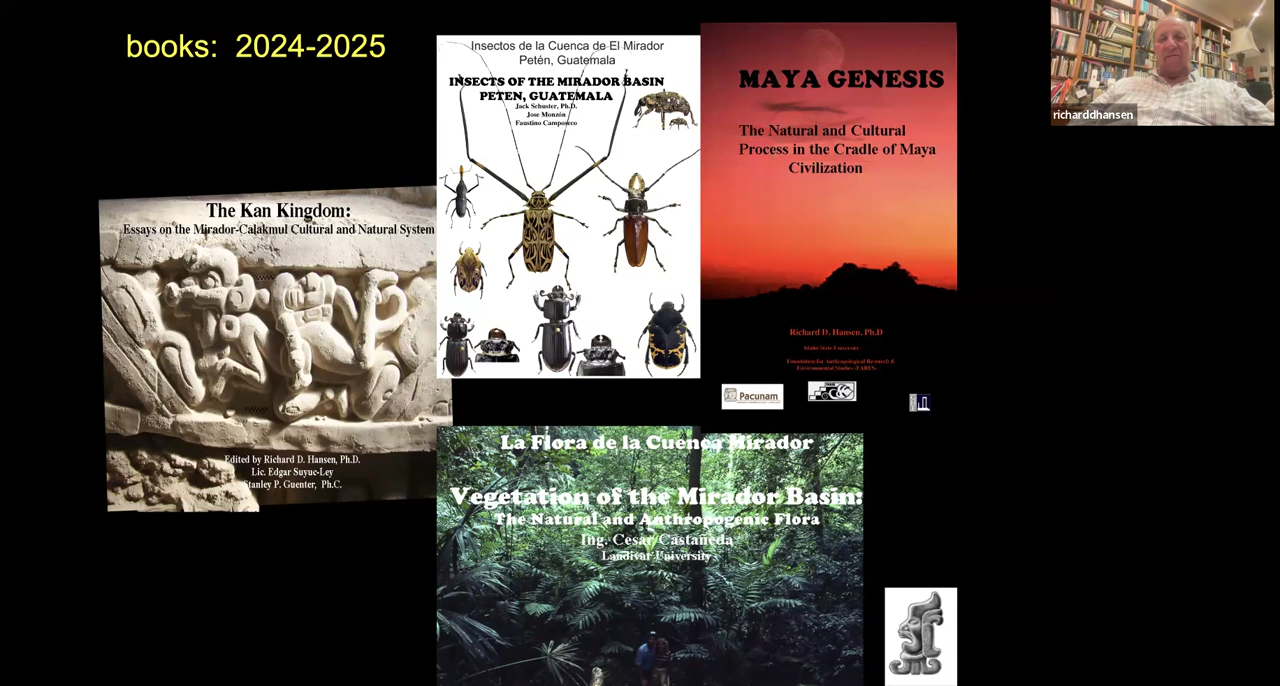 books: 2024-2025
richarddhansen
Insectos de la Cuenca de El Mirador
Petén, Guatemala
INSECTS OF THE MIRADOR BASIN
PETEN, GUATEMALA
Jack Schuster, Ph.D.
Jose Monzón
Faustino Camposeco
MAYA GENESIS
The Natural and Cultural
Process in the Cradle of Maya
Civilization
Richard D. Hansen, Ph.D
Idaho State University
Foundation for Anthropological Research &
Environmental Studies -FARES-
Pacunam
The Kan Kingdom:
Essays on the Mirador-Calakmul Cultural and Natural System
Edited by Richard D. Hansen, Ph.D.
Lic. Edgar Suyuc-Ley
Stanley P. Guenter, Ph.C.
La Flora de la Cuenca Mirador
Vegetation of the Mirador Basin:
The Natural and Anthropogenic Flora
Ing. Cesar Castañeda
Landivar University